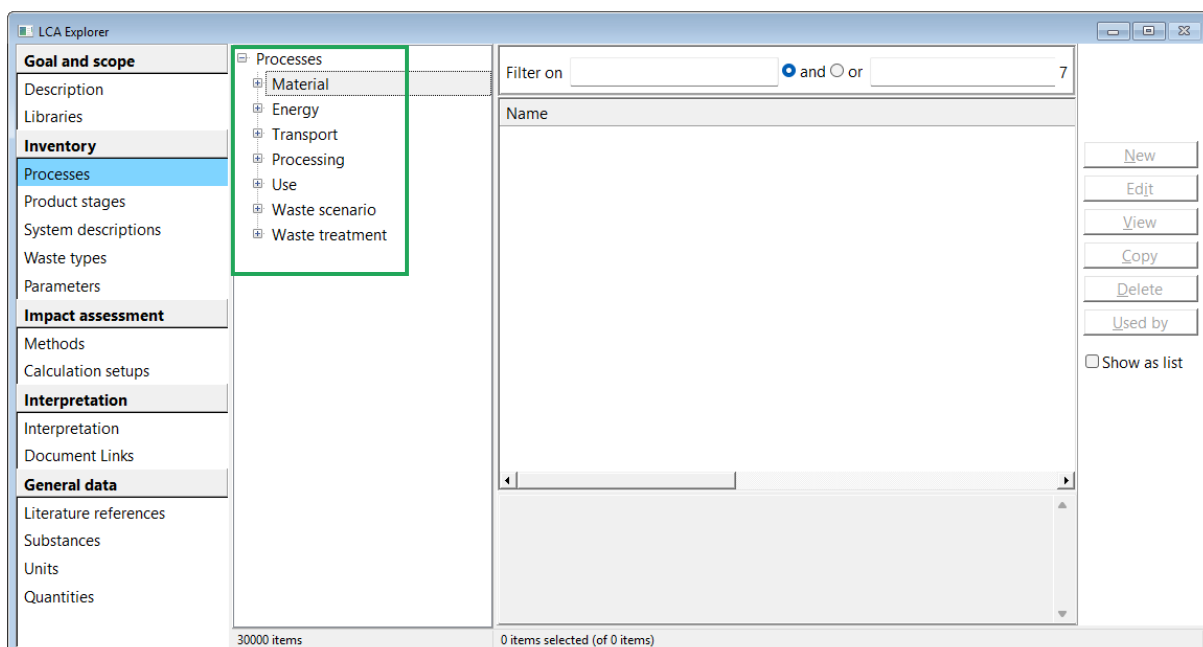 LCA Explorer
Goal and scope
Description
Libraries
Inventory
Processes
Product stages
System descriptions
Waste types
Parameters
Impact assessment
Methods
Calculation setups
Interpretation
Interpretation
Document Links
General data
Literature references
Substances
Units
Quantities
Processes
Material
Energy
Transport
Processing
Use
Waste scenario
Waste treatment
30000 items
Filter on and or 7
Name
0 items selected (of 0 items)
New
Edit
View
Copy
Delete
Used by
Show as list